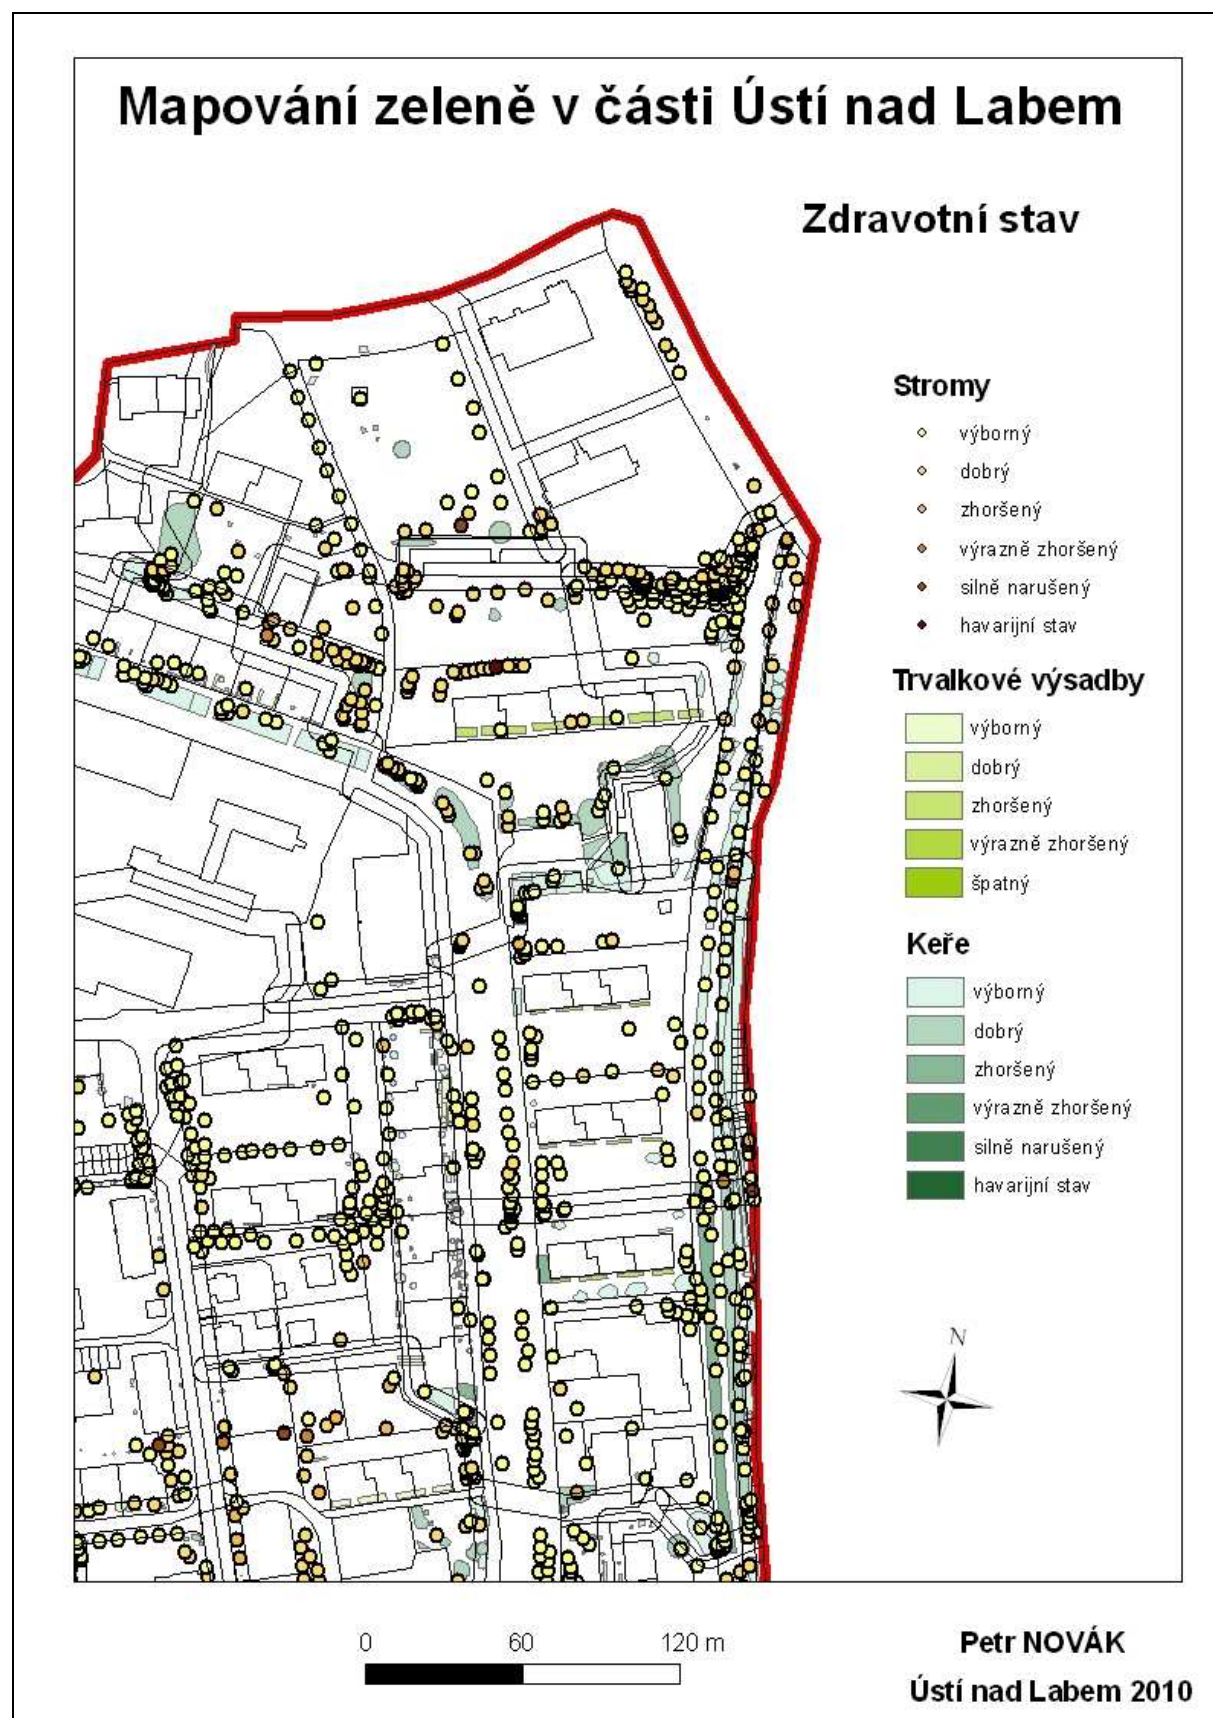 Mapování zeleně v části Ústí nad Labem
Zdravotní stav
Stromy
výborný
dobrý
zhoršený
výrazně zhoršený
silně narušený
havarijní stav
Trvalkové výsadby
výborný
dobrý
zhoršený
výrazně zhoršený
špatný
Keře
výborný
dobrý
zhoršený
výrazně zhoršený
silně narušený
havarijní stav
N
0 60 120 m
Petr NOVÁK
Ústí nad Labem 2010